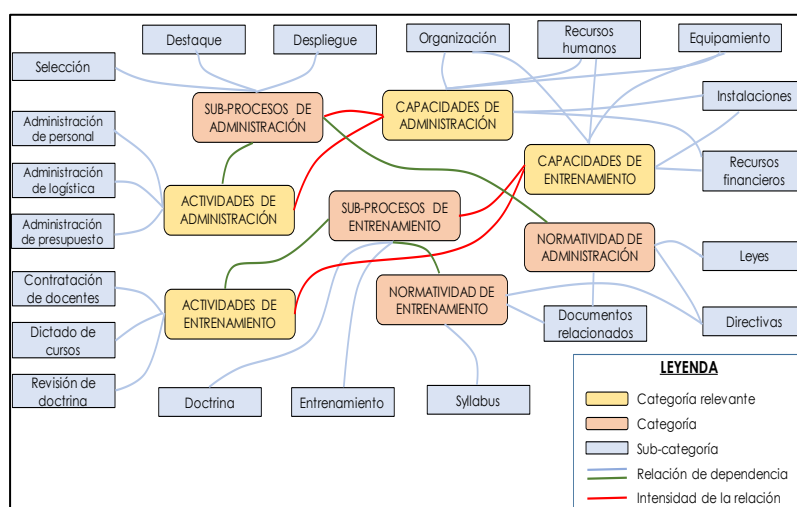 Destaque
Despliegue
Organización
Recursos
humanos
Equipamiento
Selección
SUB-PROCESOS DE
ADMINISTRACIÓN
CAPACIDADES DE
ADMINISTRACIÓN
Instalaciones
Administración
de personal
CAPACIDADES DE
ENTRENAMIENTO
Recursos
financieros
Administración
de logística
ACTIVIDADES DE
ADMINISTRACIÓN
SUB-PROCESOS DE
ENTRENAMIENTO
Administración
de presupuesto
NORMATIVIDAD DE
ADMINISTRACIÓN
Leyes
Contratación
de docentes
ACTIVIDADES DE
ENTRENAMIENTO
NORMATIVIDAD DE
ENTRENAMIENTO
Documentos
relacionados
Directivas
Dictado de
cursos
Revisión de
doctrina
Doctrina
Entrenamiento
Syllabus
LEYENDA
Categoría relevante
Categoría
Sub-categoría
Relación de dependencia
Intensidad de la relación